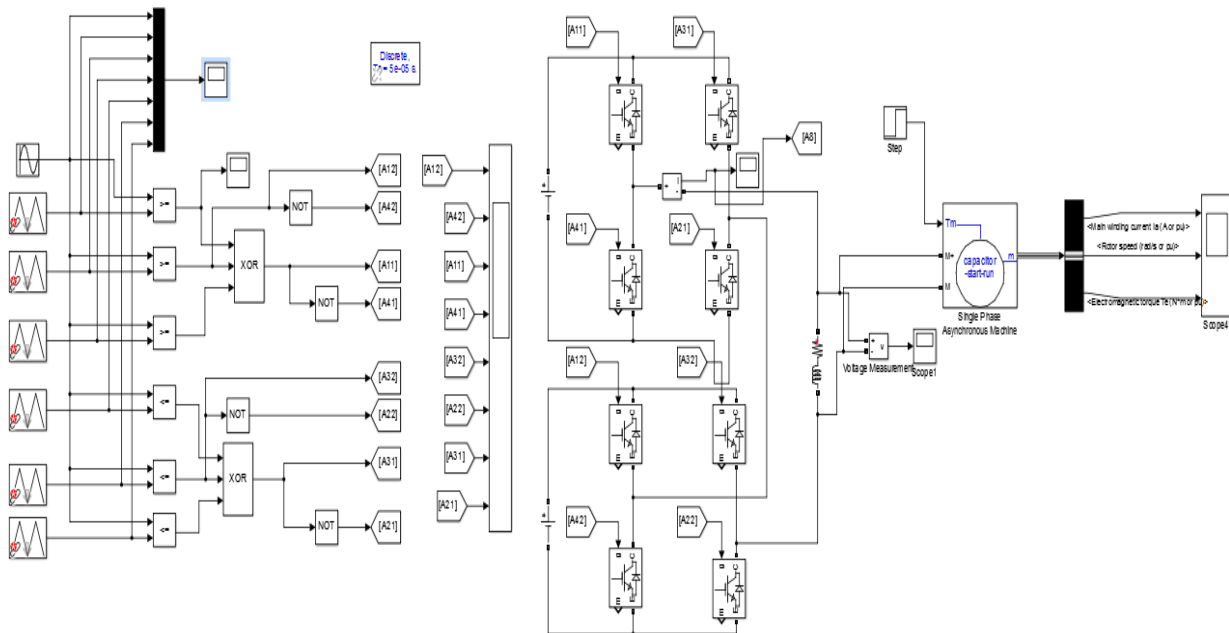 Discrete,
Ts = 5e-05 s.
>=
>=
>=
<=
<=
<=
NOT
NOT
XOR
NOT
XOR
NOT
[A12]
[A42]
[A11]
[A41]
[A32]
[A22]
[A31]
[A21]
[A12]
[A42]
[A11]
[A41]
[A32]
[A22]
[A31]
[A21]
[A11]
[A31]
g C
E
g C
E
[A8]
+
-
i
[A41]
[A21]
g C
E
g C
E
[A12]
[A32]
g C
E
g C
E
[A42]
[A22]
g C
E
g C
E
+
+
+
-
v
Voltage Measurement
Scope1
Step
Tm
M+
M
m
capacitor
-start-run
Single Phase
Asynchronous Machine
<Main winding current Ia (A or pu)>
<Rotor speed (rad/s or pu)>
<Electromagnetic torque Te (N*m or pu)>
Scope4